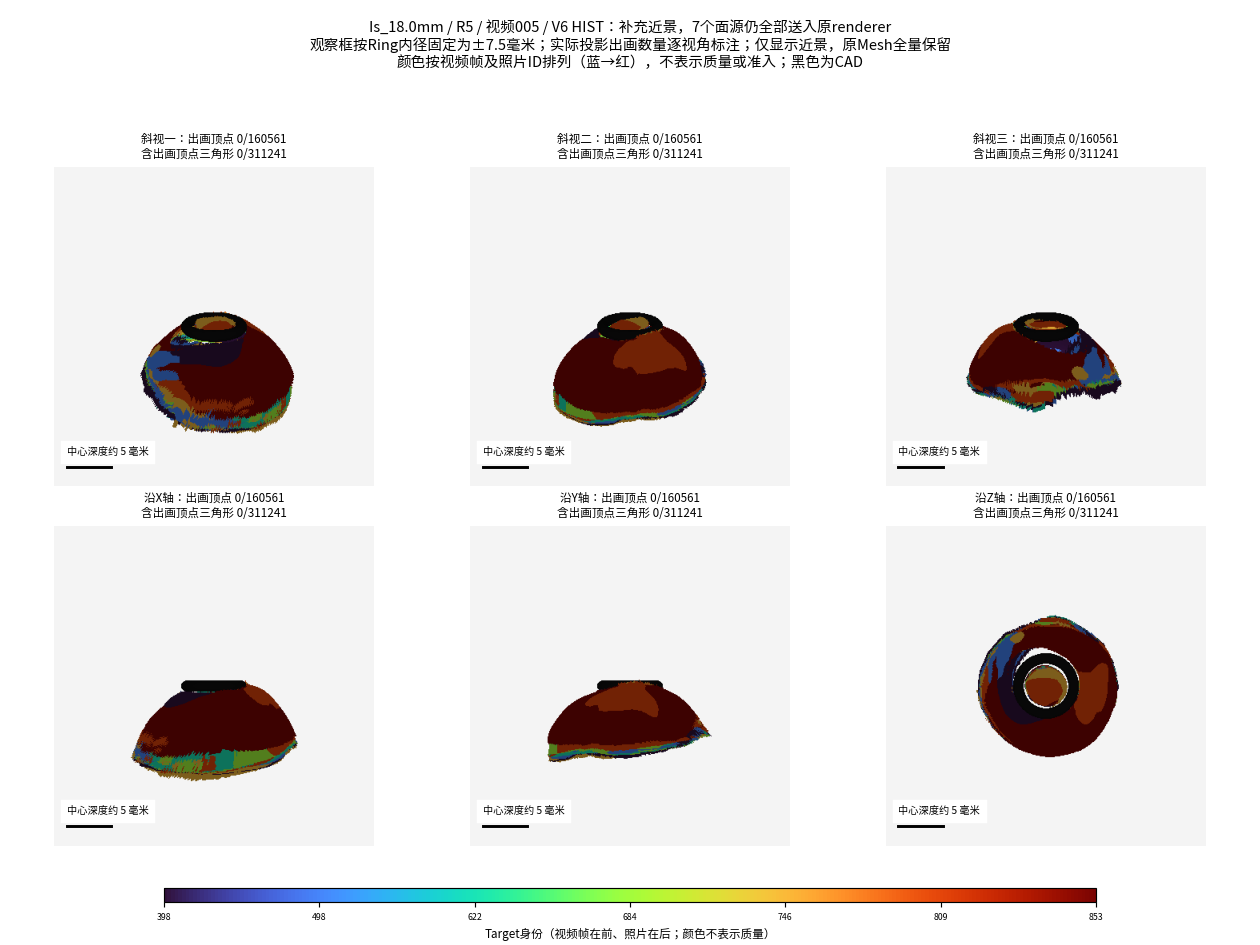 Is_18.0mm / R5 / 视频005 / V6 HIST：补充近景，7个面源仍全部送入原renderer
观察框按Ring内径固定为±7.5毫米；实际投影出画数量逐视角标注；仅显示近景，原Mesh全量保留
颜色按视频帧及照片ID排列（蓝→红），不表示质量或准入；黑色为CAD
斜视一：出画顶点 0/160561
含出画顶点三角形 0/311241
斜视二：出画顶点 0/160561
含出画顶点三角形 0/311241
斜视三：出画顶点 0/160561
含出画顶点三角形 0/311241
中心深度约 5 毫米
中心深度约 5 毫米
中心深度约 5 毫米
沿X轴：出画顶点 0/160561
含出画顶点三角形 0/311241
沿Y轴：出画顶点 0/160561
含出画顶点三角形 0/311241
沿Z轴：出画顶点 0/160561
含出画顶点三角形 0/311241
中心深度约 5 毫米
中心深度约 5 毫米
中心深度约 5 毫米
398 498 622 684 746 809 853
Target身份（视频帧在前、照片在后；颜色不表示质量）